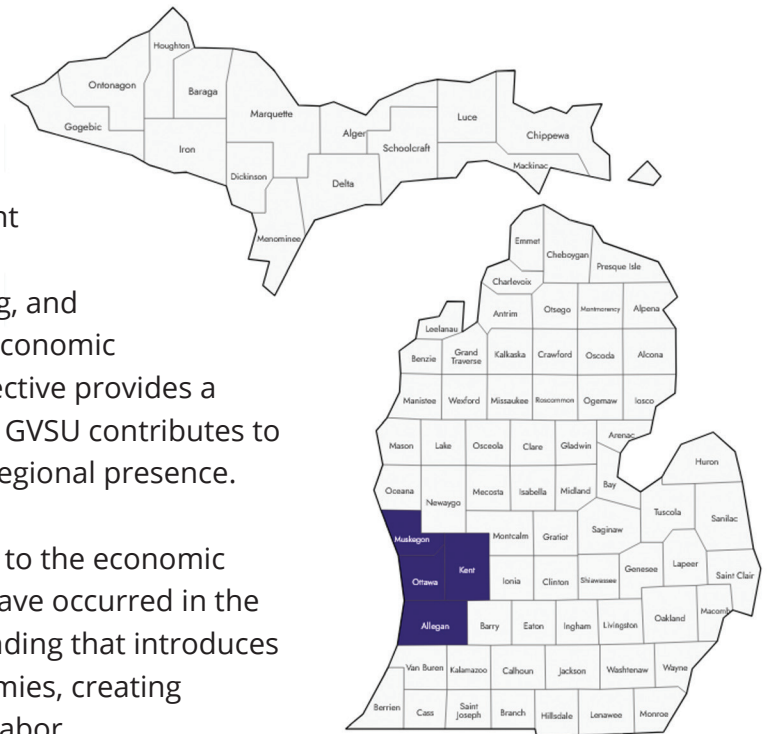 Houghton
Ontonagon
Baraga
Marquette
Gogebic
Iron
Alger
Luce
Chippewa
Schoolcraft
Mackinac
Dickinson
Delta
Menominee
nt
g, and
conomic
ective provides a
GVSU contributes to
egional presence.
to the economic
ave occurred in the
nding that introduces
mies, creating
labor
Emmet
Cheboygan
Presque Isle
Charlevoix
Antrim
Otsego
Montmorency
Alpena
Leelanau
Benzie
Grand
Traverse
Kalkaska
Crawford
Oscoda
Alcona
Manistee
Wexford
Missaukee
Roscommon
Ogemaw
Iosco
Arenac
Mason
Lake
Osceola
Clare
Gladwin
Huron
Oceana
Newaygo
Mecosta
Isabella
Midland
Bay
Tuscola
Sanilac
Muskegon
Montcalm
Gratiot
Saginaw
Kent
Ottawa
Ionia
Clinton
Shiawassee
Genesee
Lapeer
Saint Clair
Allegan
Barry
Eaton
Ingham
Livingston
Oakland
Macomb
Van Buren
Kalamazoo
Calhoun
Jackson
Washtenaw
Wayne
Berrien
Cass
Saint
Joseph
Branch
Hillsdale
Lenawee
Monroe